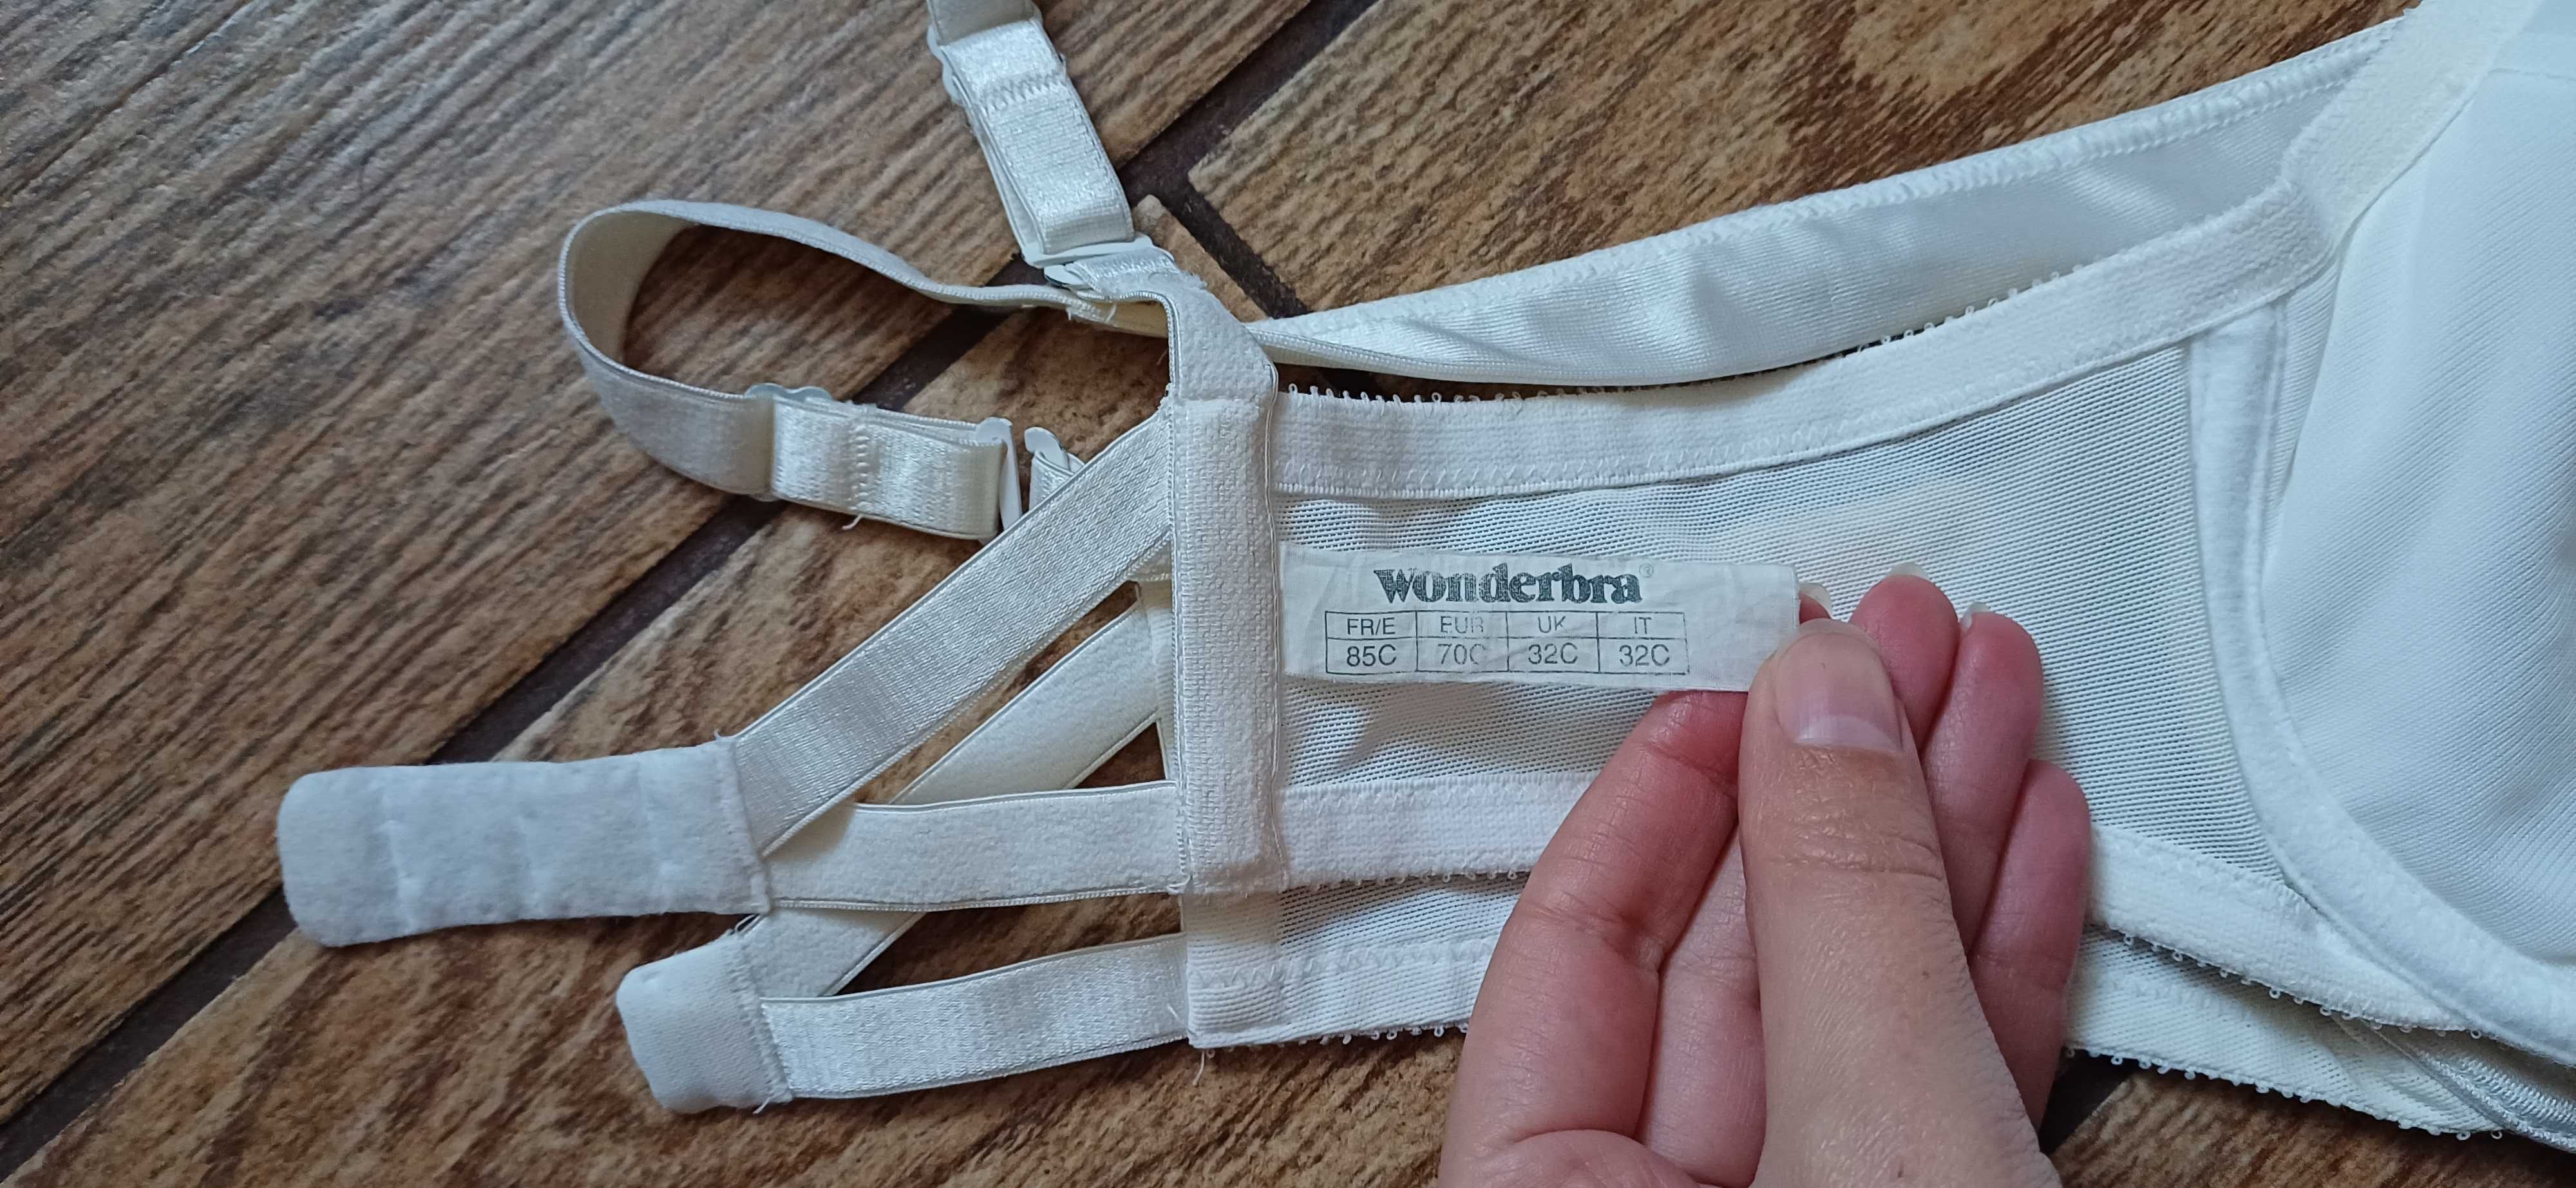 wonderbra®
FR/E EUR UK IT
85C 70C 32C 32C